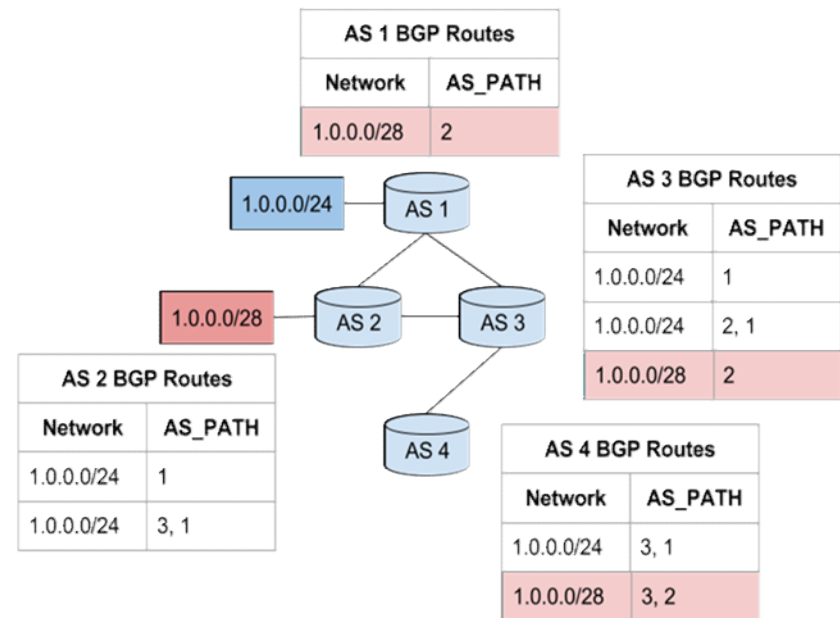 AS 1 BGP Routes
Network AS_PATH
1.0.0.0/28 2
1.0.0.0/24
AS 1
AS 3 BGP Routes
Network AS_PATH
1.0.0.0/24 1
1.0.0.0/24 2, 1
1.0.0.0/28 2
1.0.0.0/28
AS 2
AS 3
AS 2 BGP Routes
Network AS_PATH
1.0.0.0/24 1
1.0.0.0/24 3, 1
AS 4
AS 4 BGP Routes
Network AS_PATH
1.0.0.0/24 3, 1
1.0.0.0/28 3, 2